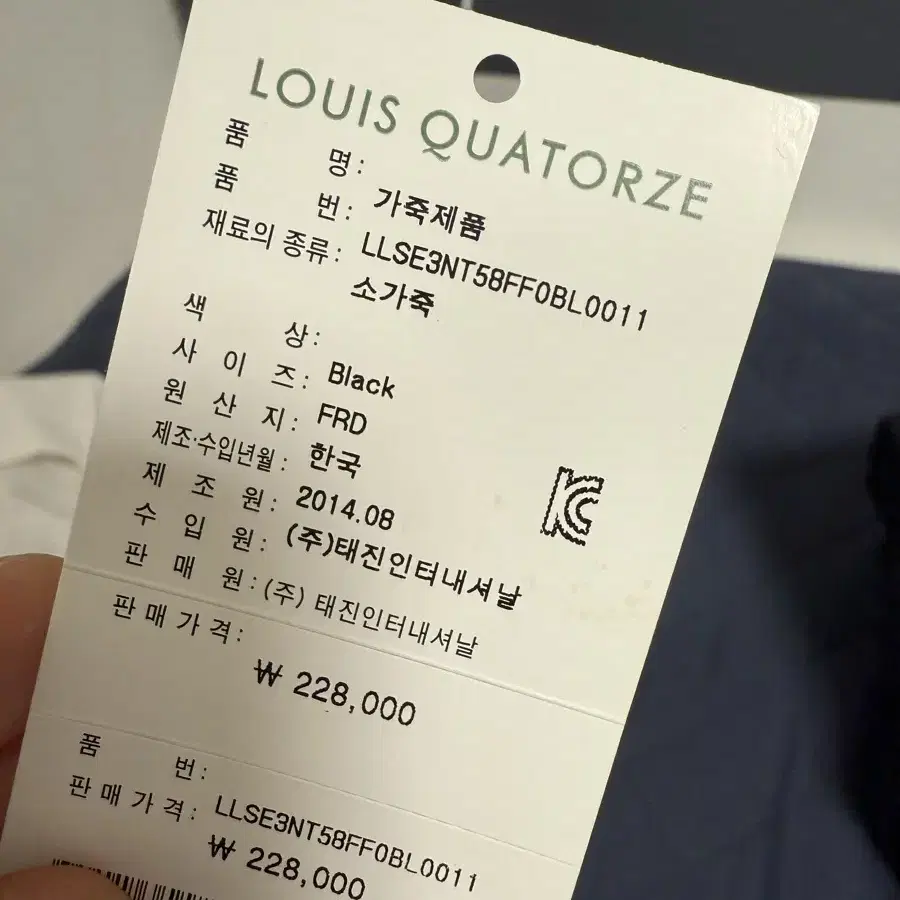 LOUIS QUATORZE
품 명: 가죽제품
품 번: LLSE3NT58FF0BL0011
재료의 종류: 소가죽
색 상: Black
사 이 즈: FRD
원 산 지: 한국
제조·수입년월: 2014.08
제 조 원: (주)태진인터내셔날
수 입 원:
판 매 원: (주) 태진인터내셔날
판 매 가 격: ₩ 228,000
품 번: LLSE3NT58FF0BL0011
판 매 가 격: ₩ 228,000